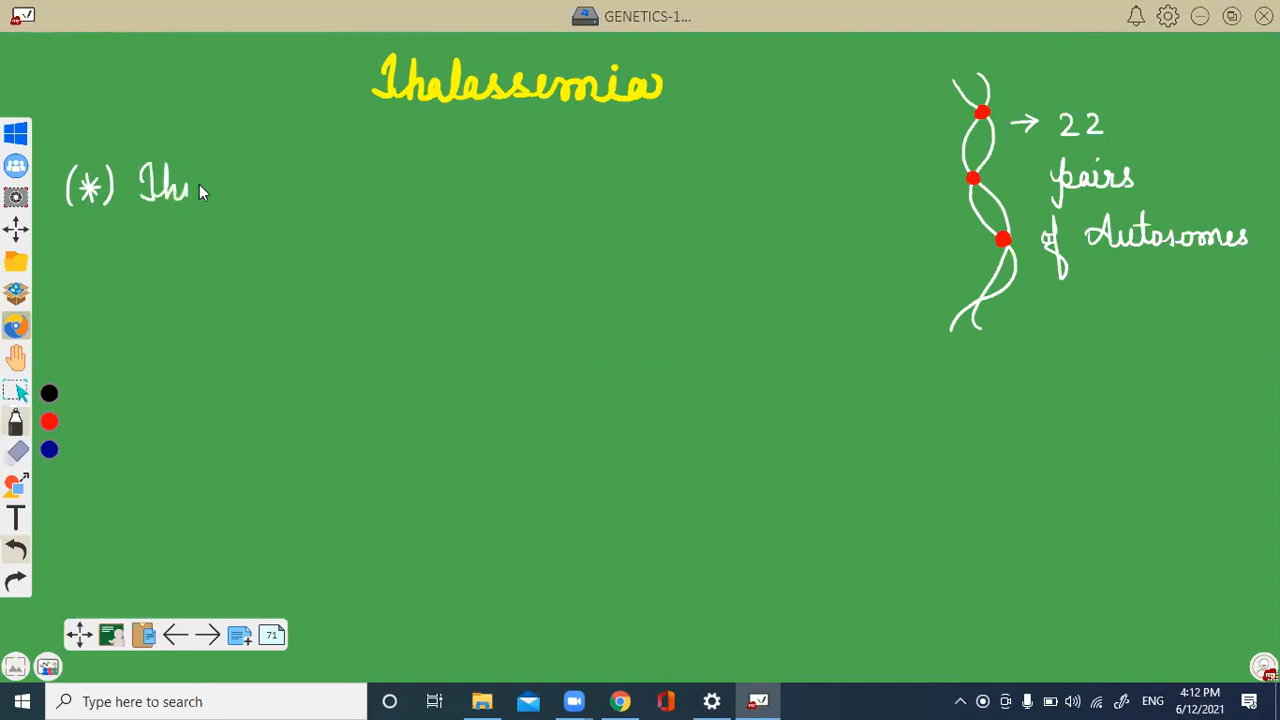 GENETICS-1...
Thalassemia
(*) Tha
→ 22
pairs
of Autosomes
71
Type here to search
ENG
4:12 PM
6/12/2021